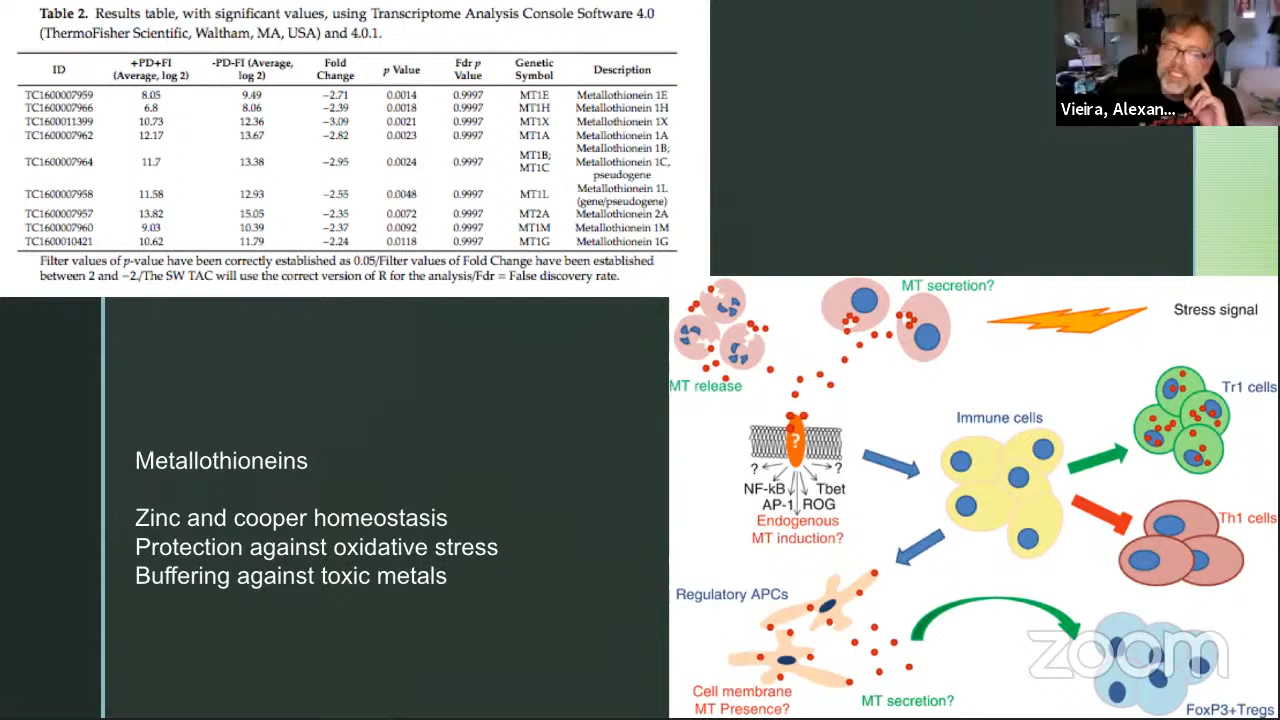 Table 2. Results table, with significant values, using Transcriptome Analysis Console Software 4.0
(ThermoFisher Scientific, Waltham, MA, USA) and 4.0.1.
ID +PD+FI (Average, log 2) -PD-FI (Average, log 2) Fold Change p Value Fdr p Value Genetic Symbol Description
TC1600007959 8.05 9.49 −2.71 0.0014 0.9997 MT1E Metallothionein 1E
TC1600007966 6.8 8.06 −2.39 0.0018 0.9997 MT1H Metallothionein 1H
TC1600011399 10.73 12.36 −3.09 0.0021 0.9997 MT1X Metallothionein 1X
TC1600007962 12.17 13.67 −2.82 0.0023 0.9997 MT1A Metallothionein 1A
TC1600007964 11.7 13.38 −2.95 0.0024 0.9997 MT1B; MT1C Metallothionein 1B; Metallothionein 1C, pseudogene
TC1600007958 11.58 12.93 −2.55 0.0048 0.9997 MT1L Metallothionein 1L (gene/pseudogene)
TC1600007957 13.82 15.05 −2.35 0.0072 0.9997 MT2A Metallothionein 2A
TC1600007960 9.03 10.39 −2.37 0.0092 0.9997 MT1M Metallothionein 1M
TC1600010421 10.62 11.79 −2.24 0.0118 0.9997 MT1G Metallothionein 1G
Filter values of p-value have been correctly established as 0.05/Filter values of Fold Change have been established
between 2 and −2./The SW TAC will use the correct version of R for the analysis/Fdr = False discovery rate.
Vieira, Alexan...
Metallothioneins
Zinc and cooper homeostasis
Protection against oxidative stress
Buffering against toxic metals
MT secretion?
Stress signal
MT release
Tr1 cells
Immune cells
?
? ?
NF-kB Tbet
AP-1 ROG
Endogenous
MT induction?
Th1 cells
Regulatory APCs
Cell membrane
MT Presence?
MT secretion?
zoom
FoxP3+Tregs